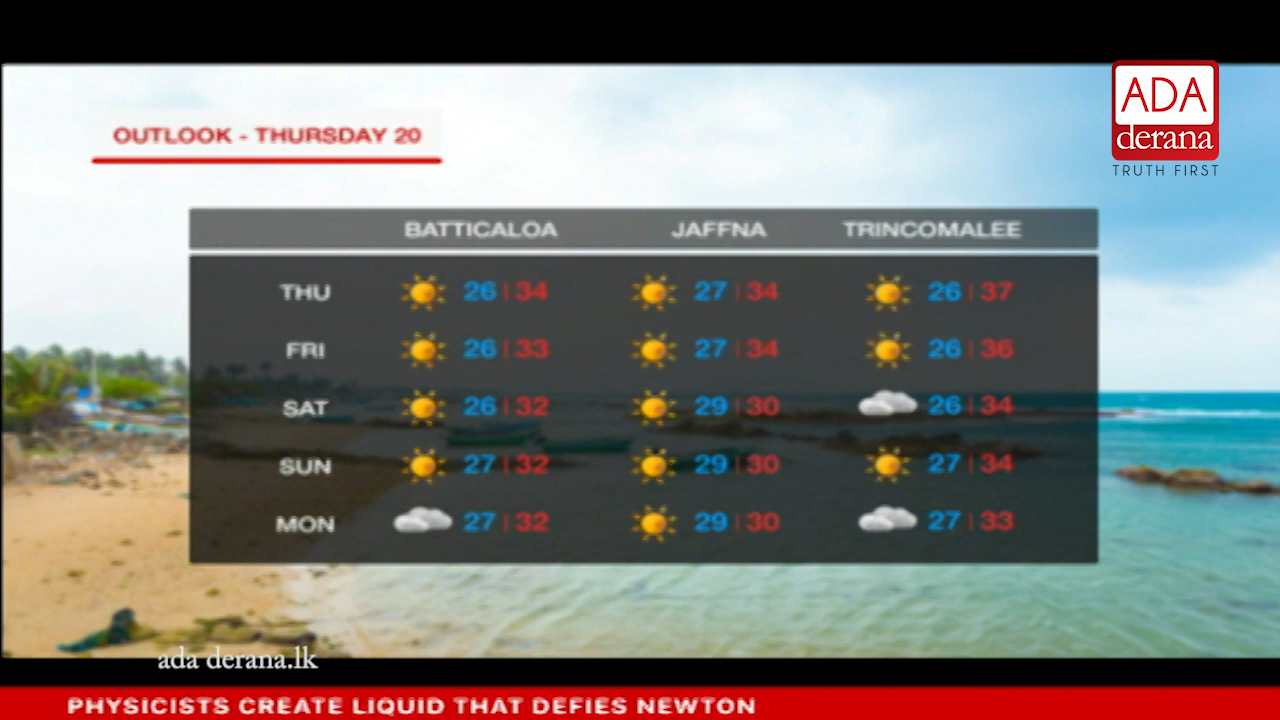 ADA
derana
TRUTH FIRST
OUTLOOK - THURSDAY 20
BATTICALOA JAFFNA TRINCOMALEE
THU 26 | 34 27 | 34 26 | 37
FRI 26 | 33 27 | 34 26 | 36
SAT 26 | 32 29 | 30 26 | 34
SUN 27 | 32 29 | 30 27 | 34
MON 27 | 32 29 | 30 27 | 33
ada derana.lk
PHYSICISTS CREATE LIQUID THAT DEFIES NEWTON